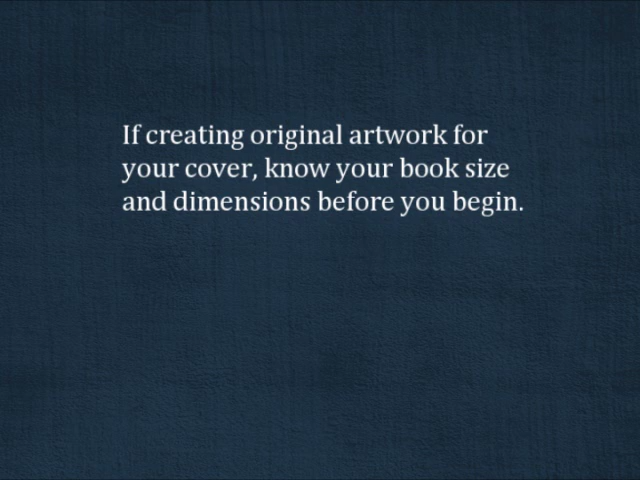 If creating original artwork for
your cover, know your book size
and dimensions before you begin.